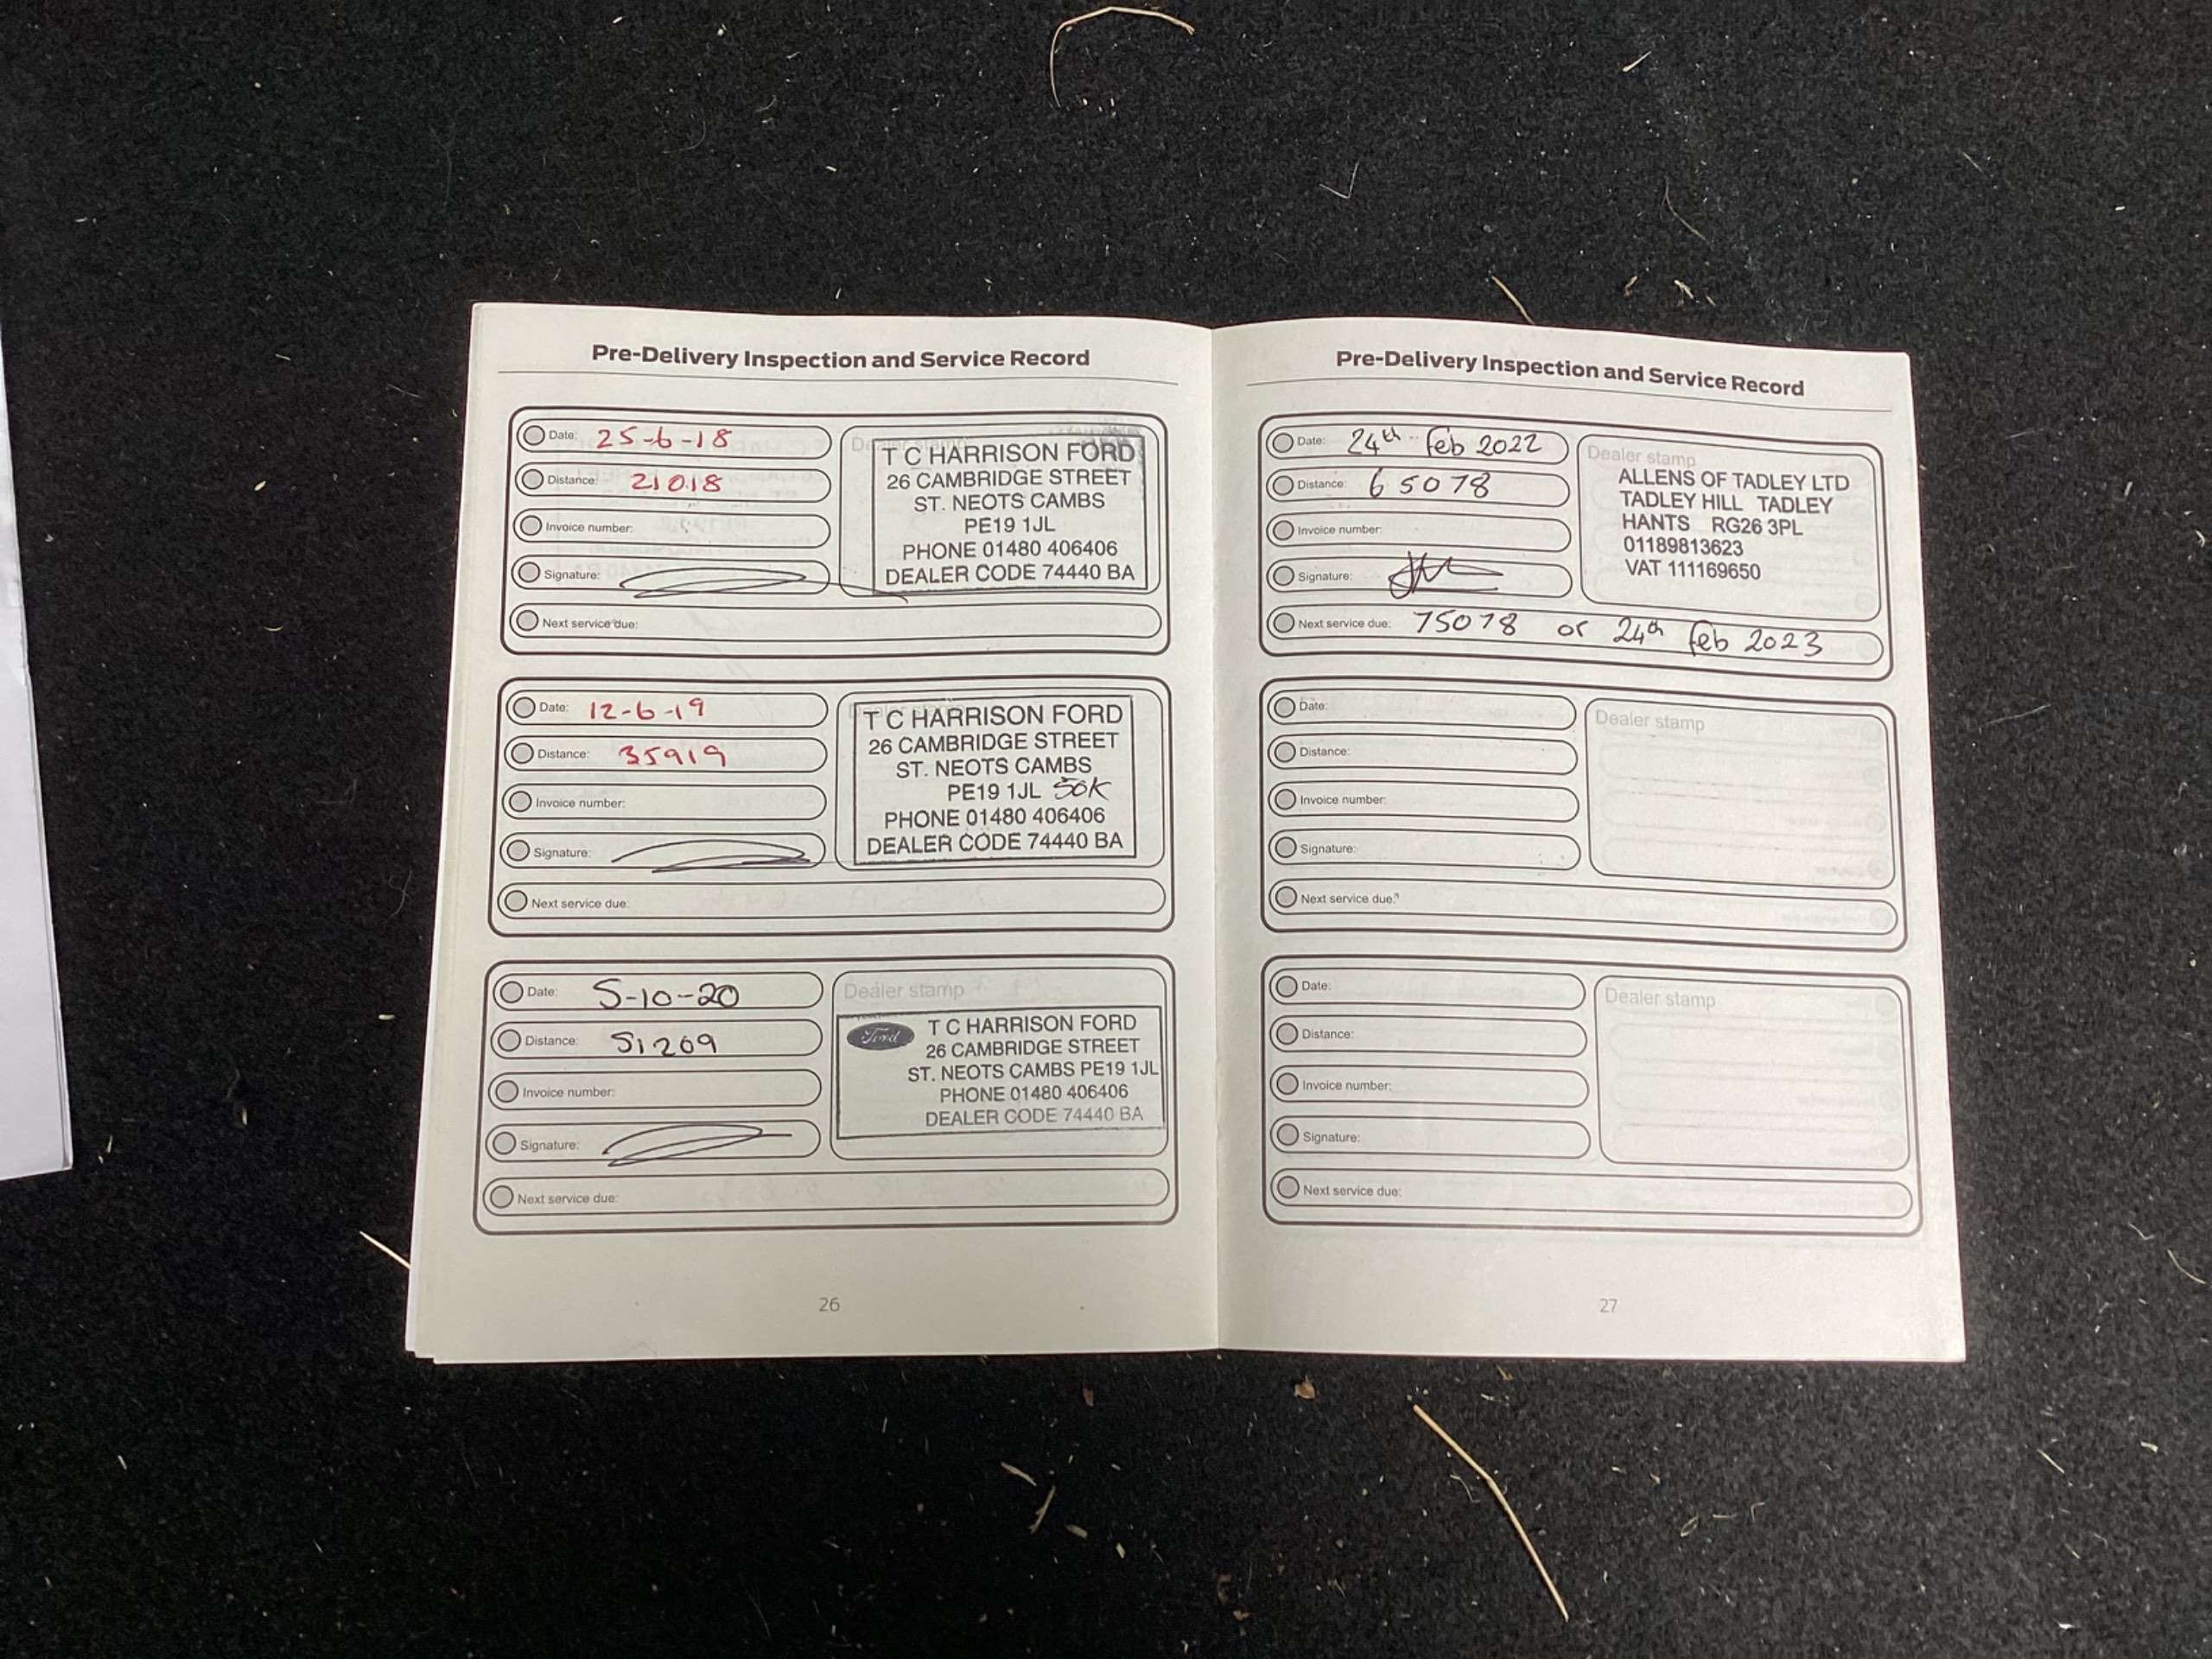 Pre-Delivery Inspection and Service Record
Date: 25-6-18
Distance: 21018
Invoice number:
Signature:
Next service due:
Dealer stamp
T C HARRISON FORD
26 CAMBRIDGE STREET
ST. NEOTS CAMBS
PE19 1JL
PHONE 01480 406406
DEALER CODE 74440 BA
Date: 12-6-19
Distance: 35919
Invoice number:
Signature:
Next service due:
Dealer stamp
T C HARRISON FORD
26 CAMBRIDGE STREET
ST. NEOTS CAMBS
PE19 1JL 50K
PHONE 01480 406406
DEALER CODE 74440 BA
Date: 5-10-20
Distance: 51209
Invoice number:
Signature:
Next service due:
Dealer stamp
Ford
T C HARRISON FORD
26 CAMBRIDGE STREET
ST. NEOTS CAMBS PE19 1JL
PHONE 01480 406406
DEALER CODE 74440 BA
26
Pre-Delivery Inspection and Service Record
Date: 24th Feb 2022
Distance: 65078
Invoice number:
Signature:
Next service due: 75078 or 24th Feb 2023
Dealer stamp
ALLENS OF TADLEY LTD
TADLEY HILL TADLEY
HANTS RG26 3PL
01189813623
VAT 111169650
Date:
Distance:
Invoice number:
Signature:
Next service due:
Dealer stamp
Date:
Distance:
Invoice number:
Signature:
Next service due:
Dealer stamp
27